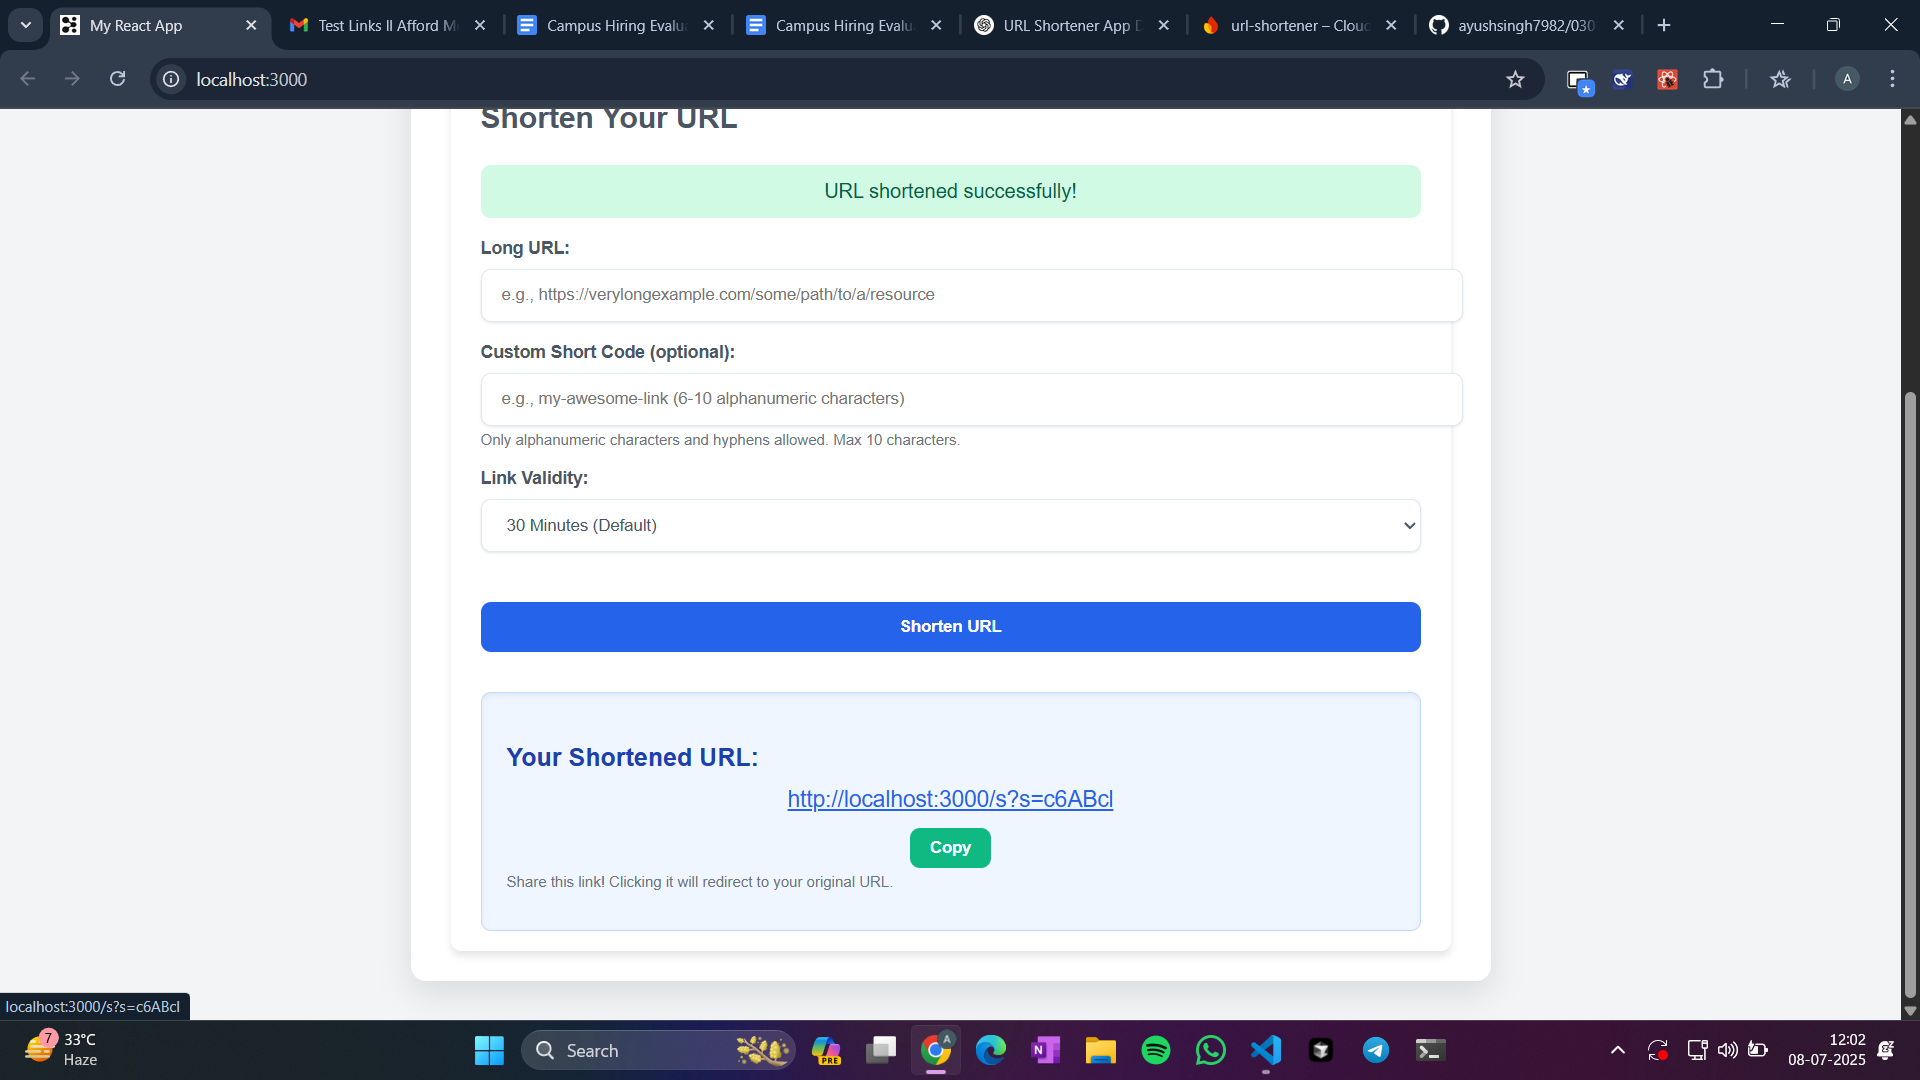 My React App
Test Links ll Afford M
Campus Hiring Evalu
Campus Hiring Evalu
URL Shortener App D
url-shortener – Clou
ayushsingh7982/030
localhost:3000
A
Shorten Your URL
URL shortened successfully!
Long URL:
e.g., https://verylongexample.com/some/path/to/a/resource
Custom Short Code (optional):
e.g., my-awesome-link (6-10 alphanumeric characters)
Only alphanumeric characters and hyphens allowed. Max 10 characters.
Link Validity:
30 Minutes (Default)
Shorten URL
Your Shortened URL:
http://localhost:3000/s?s=c6ABcl
Copy
Share this link! Clicking it will redirect to your original URL.
localhost:3000/s?s=c6ABcl
7
33°C
Haze
Search
PRE
A
N
12:02
08-07-2025